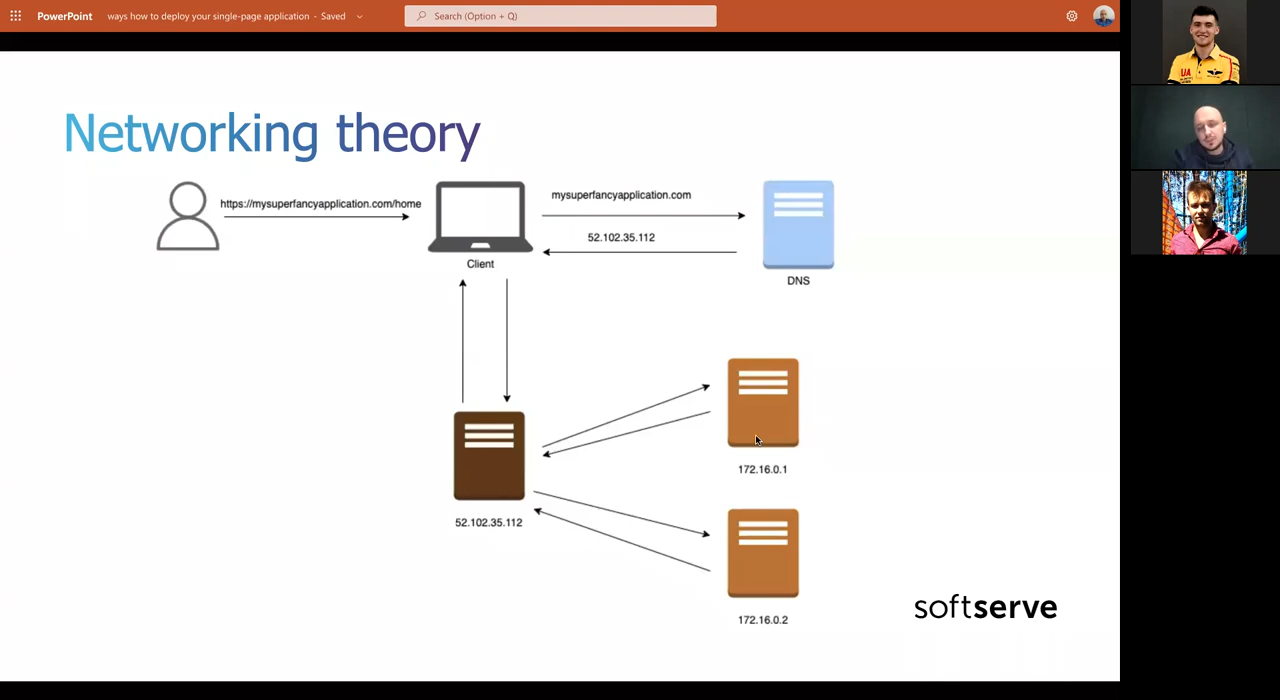 PowerPoint
ways how to deploy your single-page application - Saved
Search (Option + Q)
Networking theory
https://mysuperfancyapplication.com/home
mysuperfancyapplication.com
52.102.35.112
Client
DNS
172.16.0.1
52.102.35.112
172.16.0.2
softserve
UA